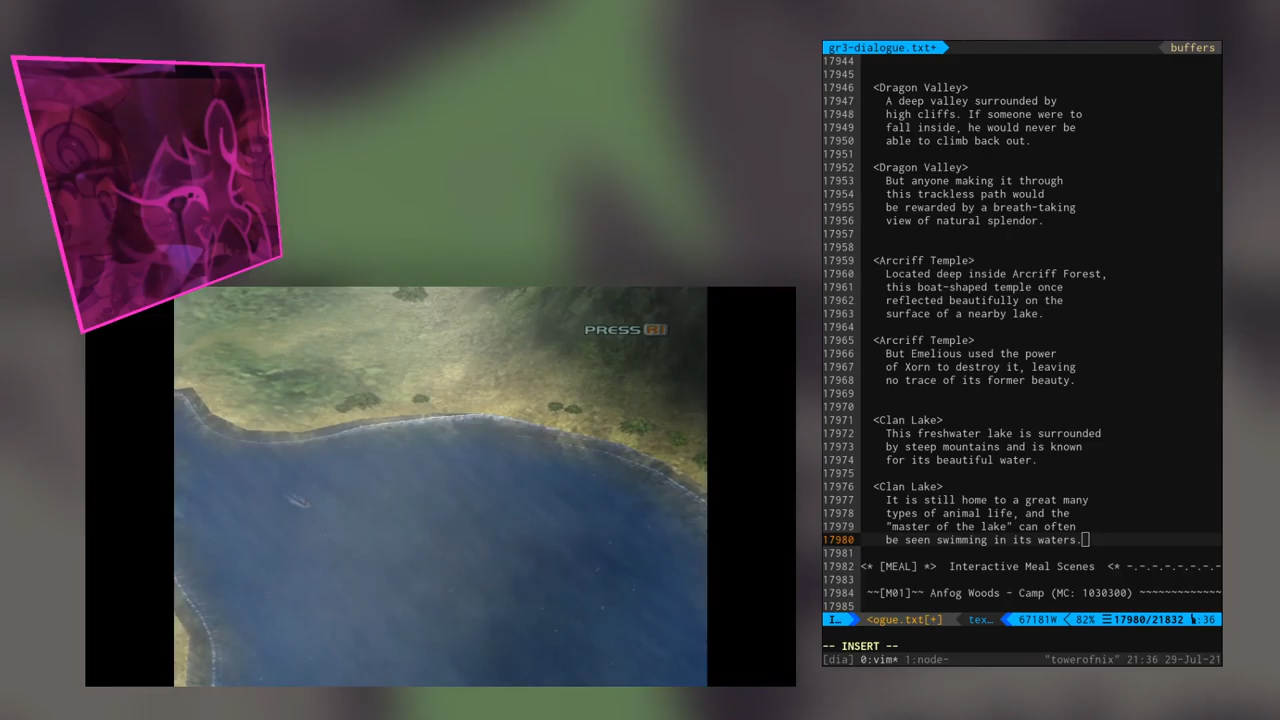 gr3-dialogue.txt+ buffers
17944
17945
17946 <Dragon Valley>
17947 A deep valley surrounded by
17948 high cliffs. If someone were to
17949 fall inside, he would never be
17950 able to climb back out.
17951
17952 <Dragon Valley>
17953 But anyone making it through
17954 this trackless path would
17955 be rewarded by a breath-taking
17956 view of natural splendor.
17957
17958
17959 <Arcriff Temple>
17960 Located deep inside Arcriff Forest,
17961 this boat-shaped temple once
17962 reflected beautifully on the
17963 surface of a nearby lake.
17964
17965 <Arcriff Temple>
17966 But Emelious used the power
17967 of Xorn to destroy it, leaving
17968 no trace of its former beauty.
17969
17970
17971 <Clan Lake>
17972 This freshwater lake is surrounded
17973 by steep mountains and is known
17974 for its beautiful water.
17975
17976 <Clan Lake>
17977 It is still home to a great many
17978 types of animal life, and the
17979 "master of the lake" can often
17980 be seen swimming in its waters.
17981
17982 <* [MEAL] *> Interactive Meal Scenes <* -.-.-.-.-.-.-.-
17983
17984 ~~[M01]~~ Anfog Woods - Camp (MC: 1030300) ~~~~~~~~~~~~~
17985
I… <ogue.txt[+] tex… 67181W 82% ☰17980/21832 :36
-- INSERT --
[dia] 0:vim* 1:node- "towerofnix" 21:36 29-Jul-21
PRESS R1